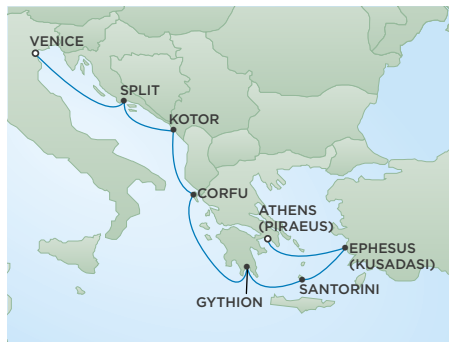 VENICE
SPLIT
KOTOR
CORFU
ATHENS
(PIRAEUS)
EPHESUS
(KUSADASI)
SANTORINI
GYTHION